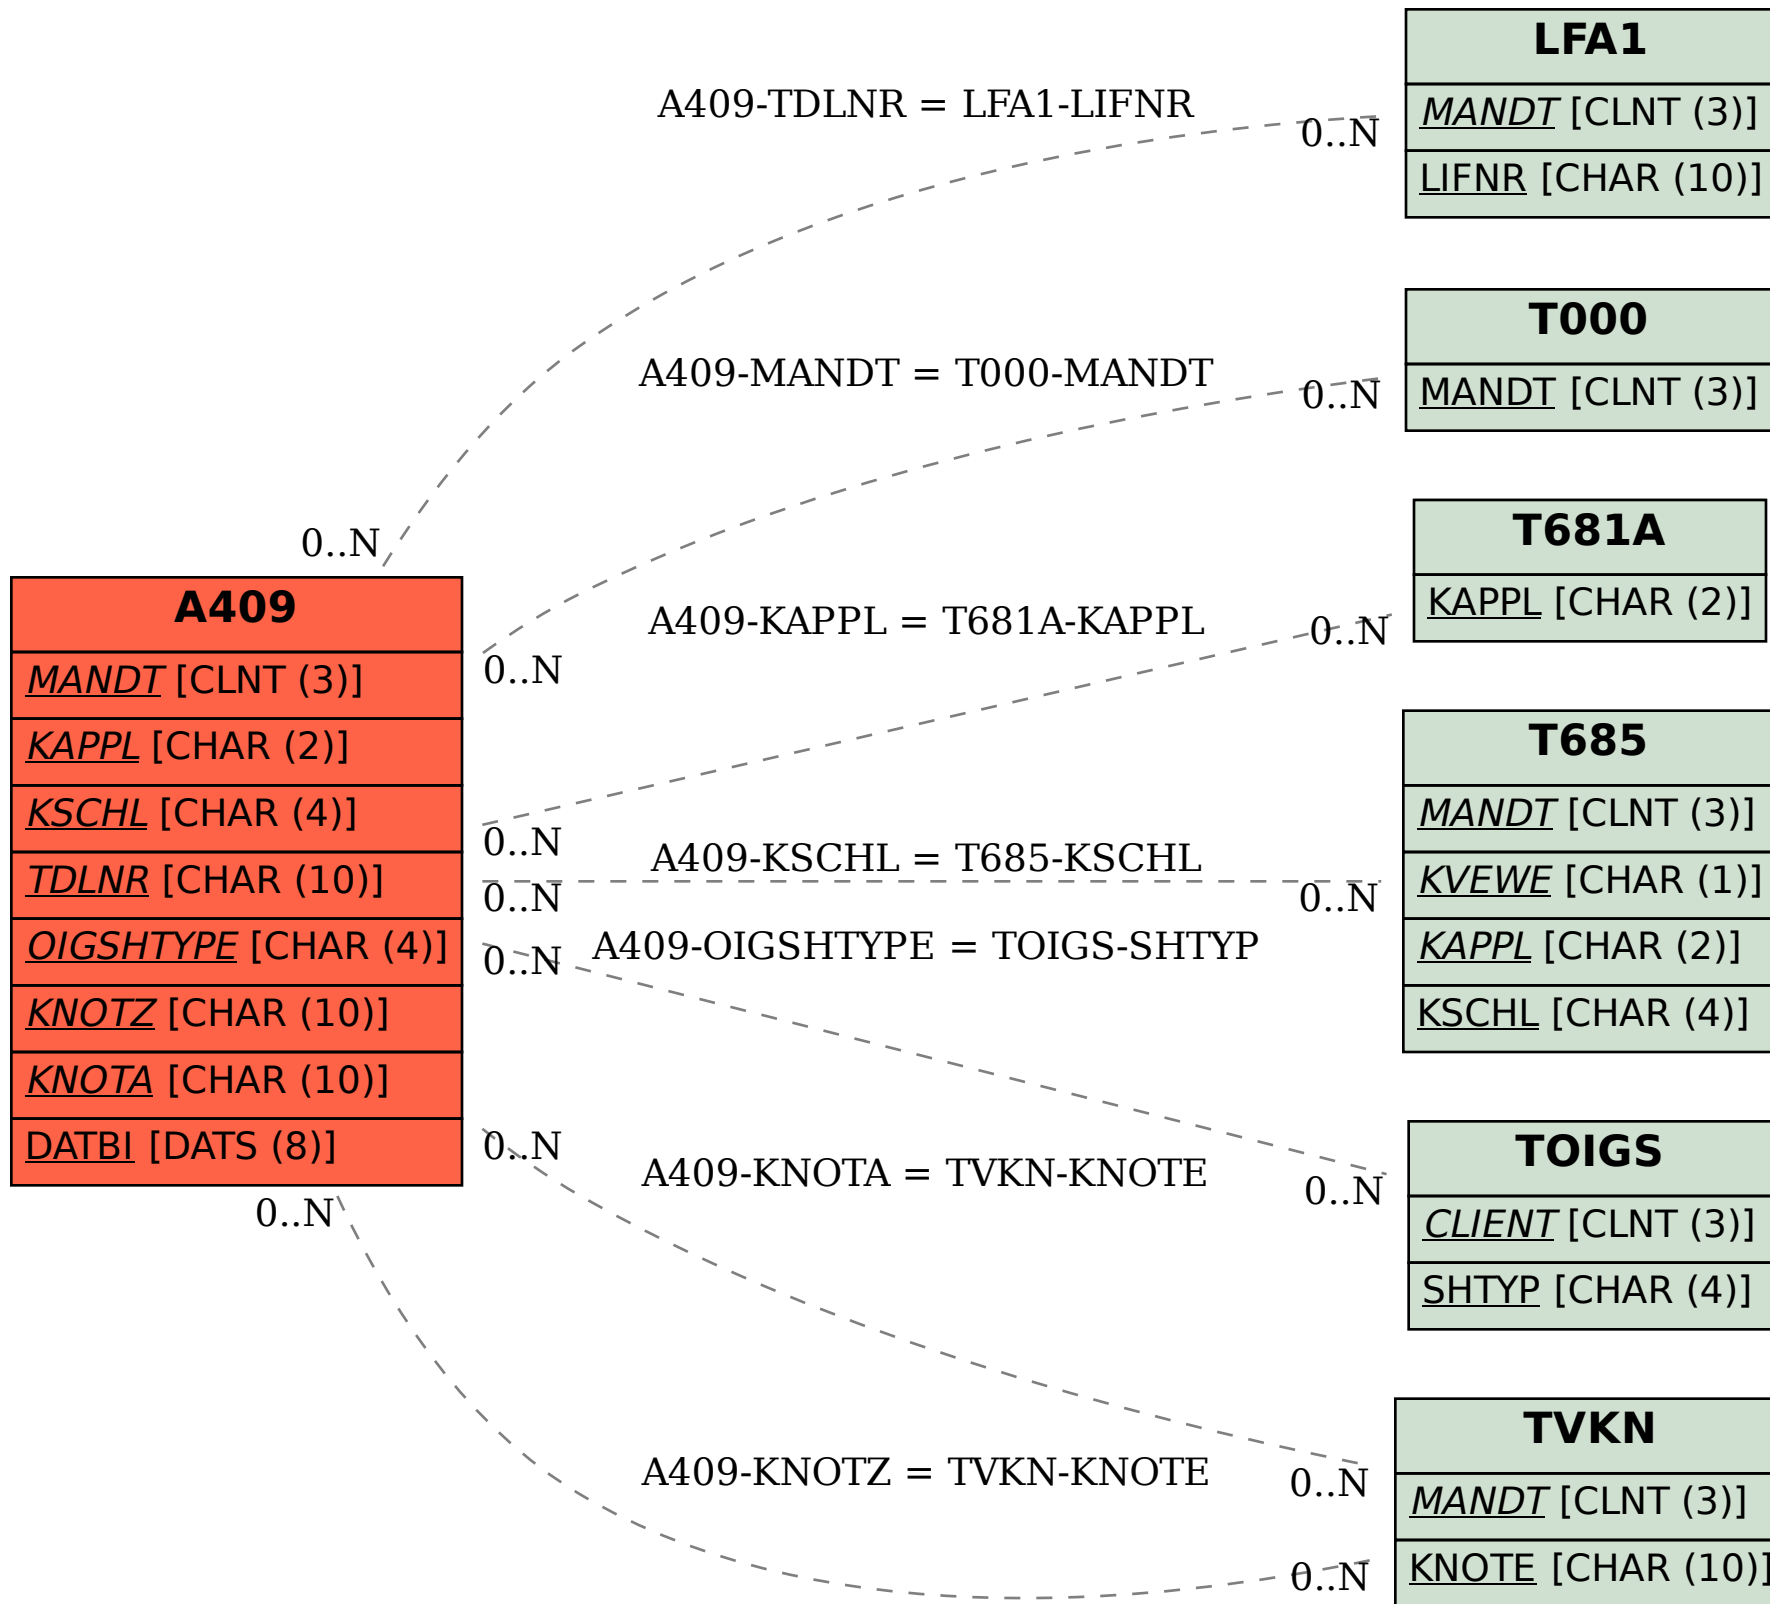 LFA1
MANDT [CLNT (3)]
LIFNR [CHAR (10)]
A409-TDLNR = LFA1-LIFNR
0..N
0..N
T000
MANDT [CLNT (3)]
A409-MANDT = T000-MANDT
0..N
0..N
T681A
KAPPL [CHAR (2)]
A409-KAPPL = T681A-KAPPL
0..N
0..N
A409
MANDT [CLNT (3)]
KAPPL [CHAR (2)]
KSCHL [CHAR (4)]
TDLNR [CHAR (10)]
OIGSHTYPE [CHAR (4)]
KNOTZ [CHAR (10)]
KNOTA [CHAR (10)]
DATBI [DATS (8)]
T685
MANDT [CLNT (3)]
KVEWE [CHAR (1)]
KAPPL [CHAR (2)]
KSCHL [CHAR (4)]
A409-KSCHL = T685-KSCHL
0..N
0..N
A409-OIGSHTYPE = TOIGS-SHTYP
0..N
0..N
TOIGS
CLIENT [CLNT (3)]
SHTYP [CHAR (4)]
A409-KNOTA = TVKN-KNOTE
0..N
0..N
TVKN
MANDT [CLNT (3)]
KNOTE [CHAR (10)]
A409-KNOTZ = TVKN-KNOTE
0..N
0..N